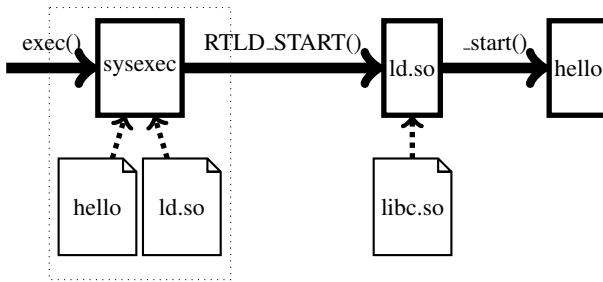 exec()
RTLD_START()
_start()
sysexec
ld.so
hello
hello
ld.so
libc.so